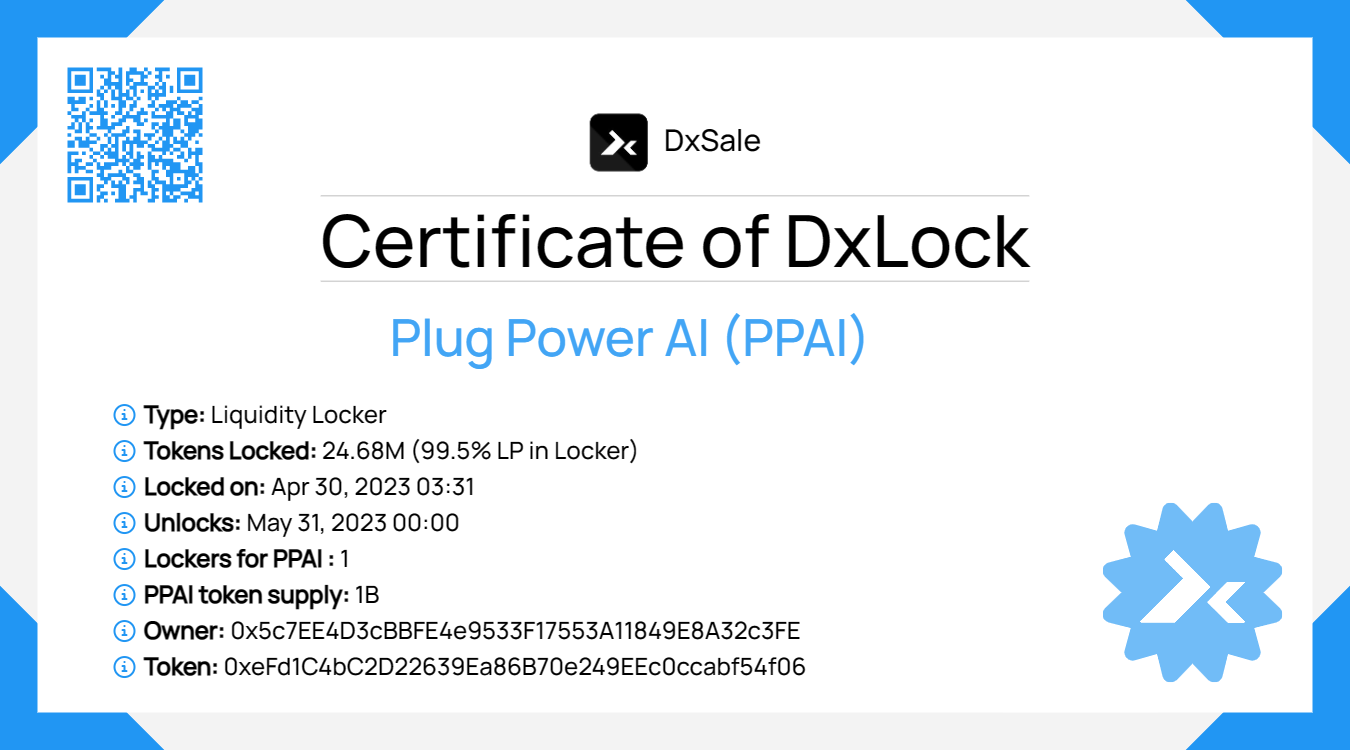 DxSale
Certificate of DxLock
Plug Power AI (PPAI)
Type: Liquidity Locker
Tokens Locked: 24.68M (99.5% LP in Locker)
Locked on: Apr 30, 2023 03:31
Unlocks: May 31, 2023 00:00
Lockers for PPAI : 1
PPAI token supply: 1B
Owner: 0x5c7EE4D3cBBFE4e9533F17553A11849E8A32c3FE
Token: 0xeFd1C4bC2D22639Ea86B70e249EEc0ccabf54f06